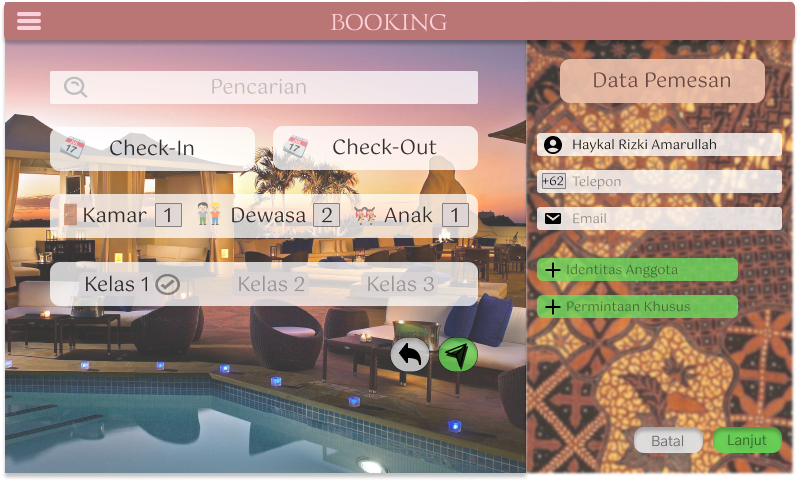 BOOKING
Pencarian
Check-In
Check-Out
Kamar 1 Dewasa 2 Anak 1
Kelas 1 Kelas 2 Kelas 3
Data Pemesan
Haykal Rizki Amarullah
+62 Telepon
Email
+ Identitas Anggota
+ Permintaan Khusus
Batal
Lanjut